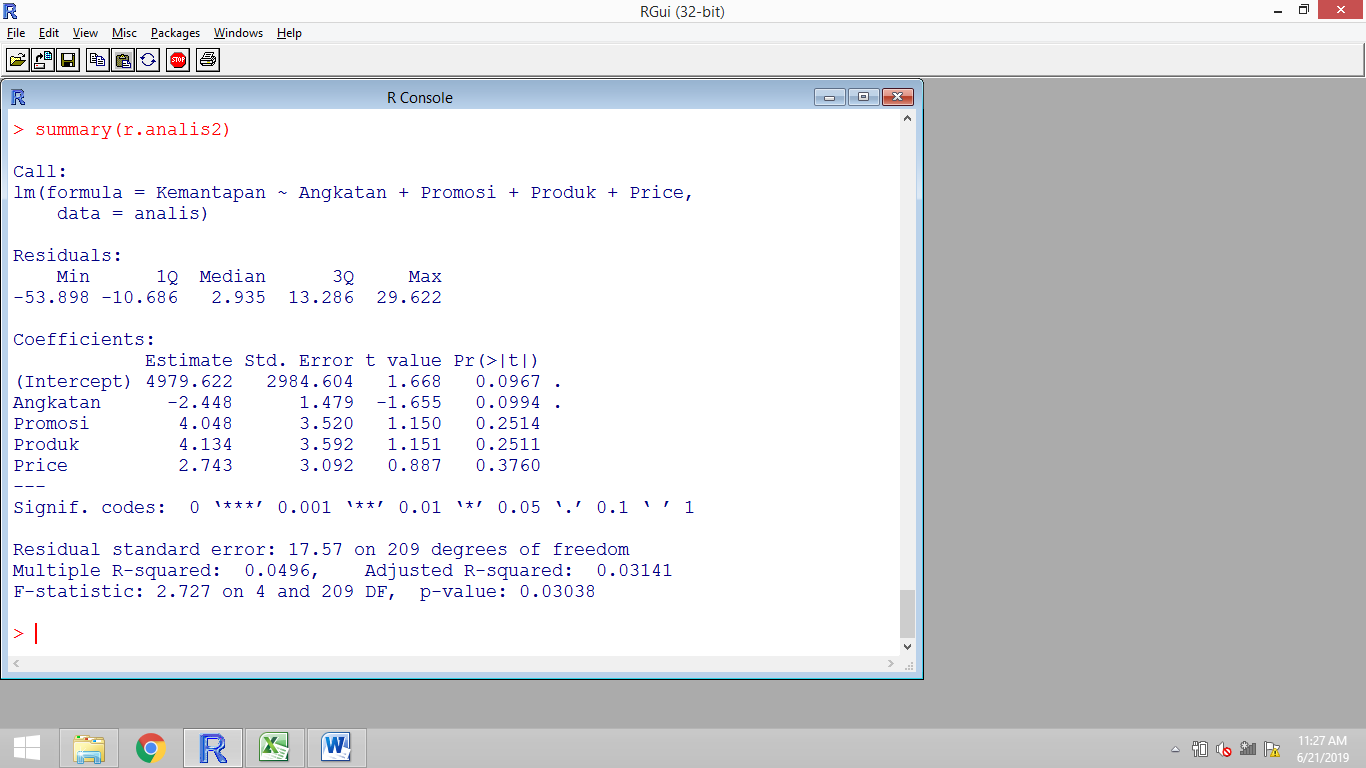 RGui (32-bit)
File Edit View Misc Packages Windows Help
STOP
R Console
> summary(r.analis2)
Call:
lm(formula = Kemantapan ~ Angkatan + Promosi + Produk + Price,
    data = analis)
Residuals:
    Min      1Q  Median      3Q     Max
-53.898 -10.686   2.935  13.286  29.622
Coefficients:
            Estimate Std. Error t value Pr(>|t|)
(Intercept) 4979.622   2984.604   1.668   0.0967 .
Angkatan      -2.448      1.479  -1.655   0.0994 .
Promosi        4.048      3.520   1.150   0.2514
Produk         4.134      3.592   1.151   0.2511
Price          2.743      3.092   0.887   0.3760
---
Signif. codes:  0 ‘***’ 0.001 ‘**’ 0.01 ‘*’ 0.05 ‘.’ 0.1 ‘ ’ 1
Residual standard error: 17.57 on 209 degrees of freedom
Multiple R-squared:  0.0496,    Adjusted R-squared:  0.03141
F-statistic: 2.727 on 4 and 209 DF,  p-value: 0.03038
>
11:27 AM
6/21/2019